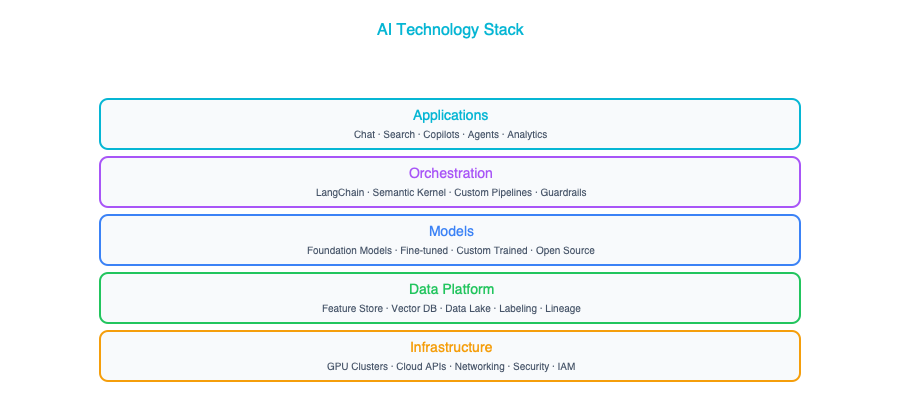 AI Technology Stack
Applications
Chat · Search · Copilots · Agents · Analytics
Orchestration
LangChain · Semantic Kernel · Custom Pipelines · Guardrails
Models
Foundation Models · Fine-tuned · Custom Trained · Open Source
Data Platform
Feature Store · Vector DB · Data Lake · Labeling · Lineage
Infrastructure
GPU Clusters · Cloud APIs · Networking · Security · IAM